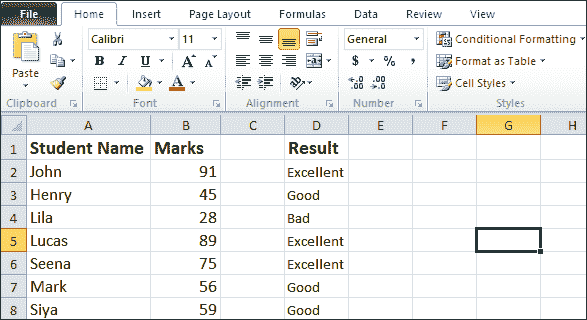 File Home Insert Page Layout Formulas Data Review View
Calibri 11 General Conditional Formatting
Paste B I U A A $ % , Format as Table
Cell Styles
Clipboard Font Alignment Number Styles
A B C D E F G H
1 Student Name Marks Result
2 John 91 Excellent
3 Henry 45 Good
4 Lila 28 Bad
5 Lucas 89 Excellent
6 Seena 75 Excellent
7 Mark 56 Good
8 Siya 59 Good